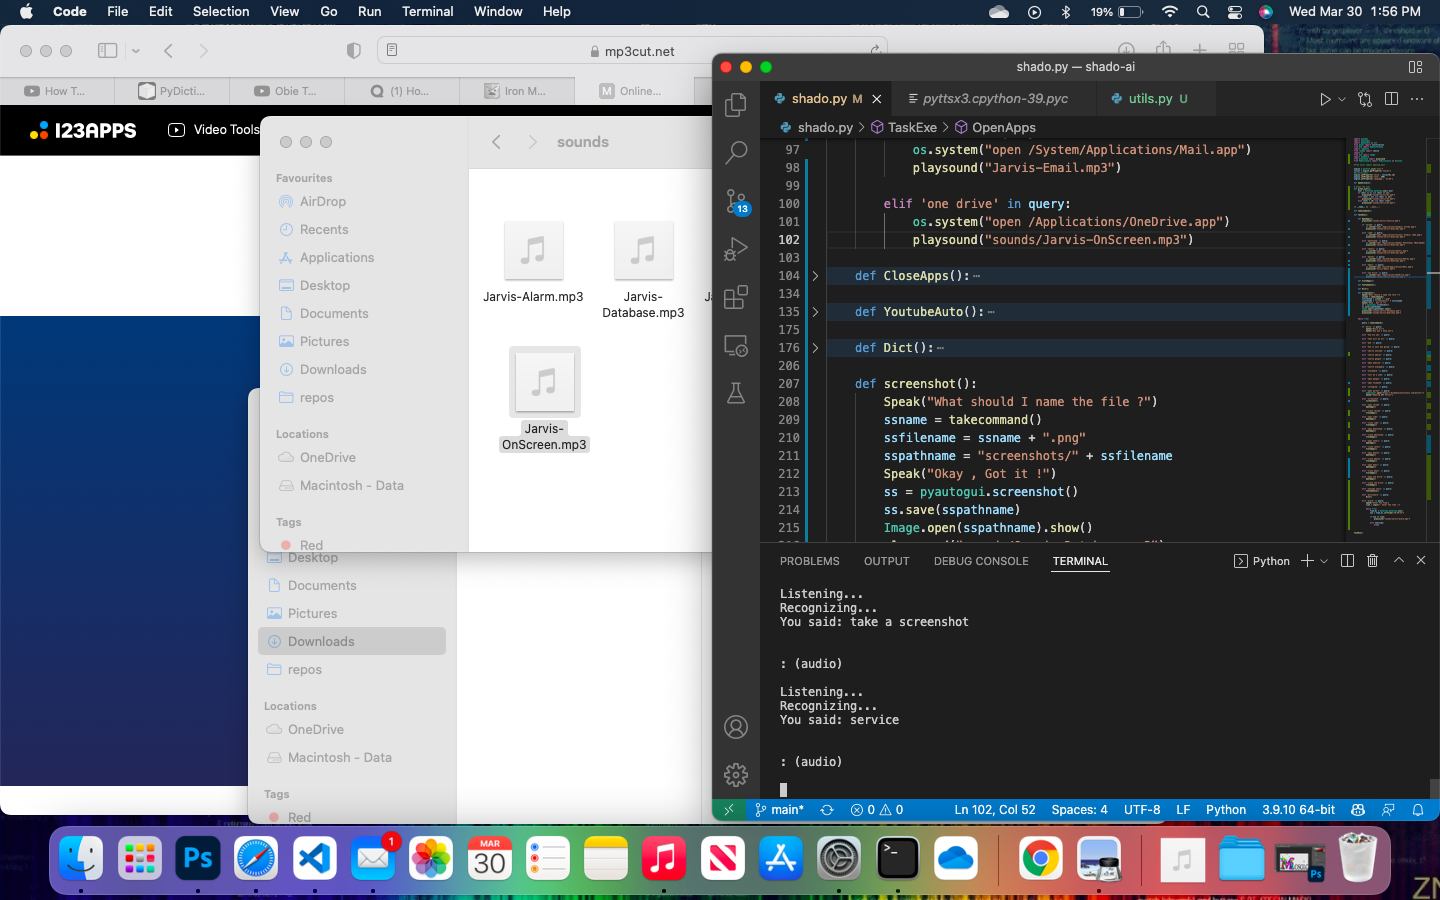 Code File Edit Selection View Go Run Terminal Window Help
19% Wed Mar 30 1:56 PM
mp3cut.net
How T...
PyDicti...
Obie T...
(1) Ho...
Iron M...
Online...
123APPS
Video Tools
sounds
Favourites
AirDrop
Recents
Applications
Desktop
Documents
Pictures
Downloads
repos
Locations
OneDrive
Macintosh - Data
Tags
Red
Jarvis-Alarm.mp3
Jarvis-
Database.mp3
Jarvis-
OnScreen.mp3
Desktop
Documents
Pictures
Downloads
repos
Locations
OneDrive
Macintosh - Data
Tags
Red
shado.py — shado-ai
shado.py M
pyttsx3.cpython-39.pyc
utils.py U
shado.py > TaskExe > OpenApps
13
97 os.system("open /System/Applications/Mail.app")
98 playsound("Jarvis-Email.mp3")
99
100 elif 'one drive' in query:
101 os.system("open /Applications/OneDrive.app")
102 playsound("sounds/Jarvis-OnScreen.mp3")
103
104 def CloseApps():…
134
135 def YoutubeAuto():…
175
176 def Dict():…
206
207 def screenshot():
208 Speak("What should I name the file ?")
209 ssname = takecommand()
210 ssfilename = ssname + ".png"
211 sspathname = "screenshots/" + ssfilename
212 Speak("Okay , Got it !")
213 ss = pyautogui.screenshot()
214 ss.save(sspathname)
215 Image.open(sspathname).show()
PROBLEMS OUTPUT DEBUG CONSOLE TERMINAL
Python
Listening...
Recognizing...
You said: take a screenshot
: (audio)
Listening...
Recognizing...
You said: service
: (audio)
main* 0 0 Ln 102, Col 52 Spaces: 4 UTF-8 LF Python 3.9.10 64-bit
Ps
1
MAR
30
>_
Ps